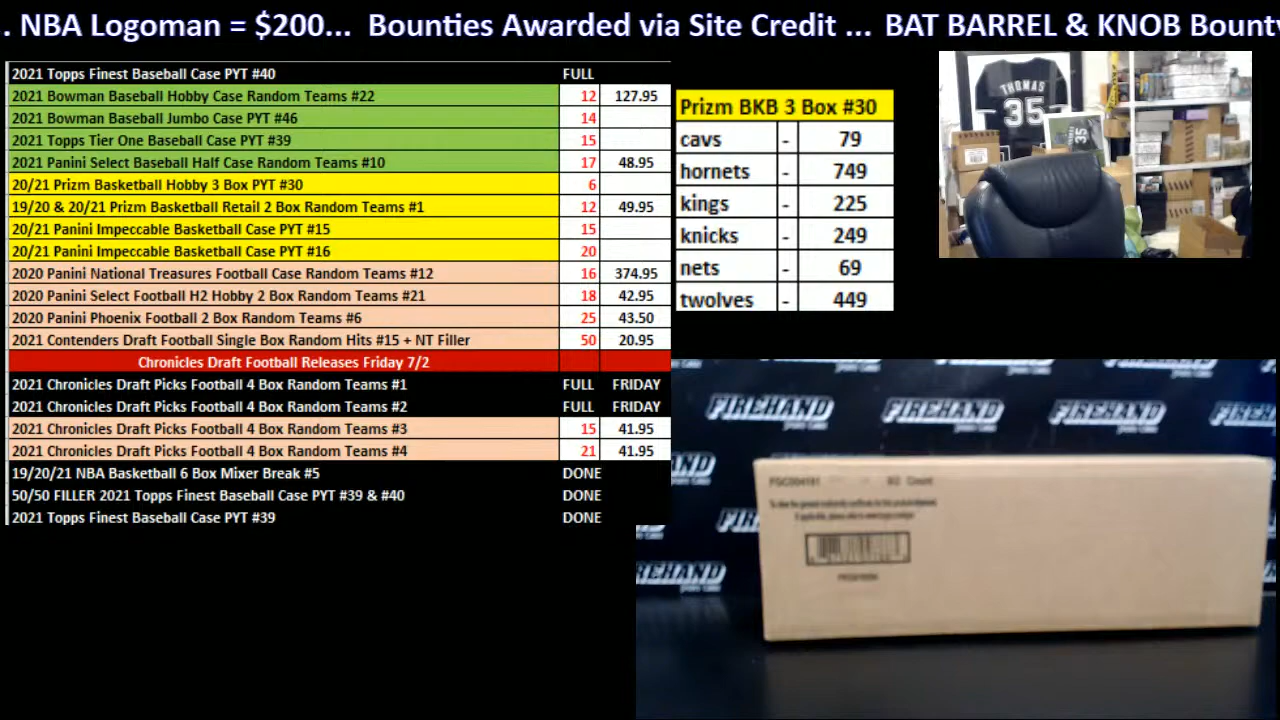 . NBA Logoman = $200... Bounties Awarded via Site Credit ... BAT BARREL & KNOB Bounty
2021 Topps Finest Baseball Case PYT #40 FULL
2021 Bowman Baseball Hobby Case Random Teams #22 12 127.95
2021 Bowman Baseball Jumbo Case PYT #46 14
2021 Topps Tier One Baseball Case PYT #39 15
2021 Panini Select Baseball Half Case Random Teams #10 17 48.95
20/21 Prizm Basketball Hobby 3 Box PYT #30 6
19/20 & 20/21 Prizm Basketball Retail 2 Box Random Teams #1 12 49.95
20/21 Panini Impeccable Basketball Case PYT #15 15
20/21 Panini Impeccable Basketball Case PYT #16 20
2020 Panini National Treasures Football Case Random Teams #12 16 374.95
2020 Panini Select Football H2 Hobby 2 Box Random Teams #21 18 42.95
2020 Panini Phoenix Football 2 Box Random Teams #6 25 43.50
2021 Contenders Draft Football Single Box Random Hits #15 + NT Filler 50 20.95
Chronicles Draft Football Releases Friday 7/2
2021 Chronicles Draft Picks Football 4 Box Random Teams #1 FULL FRIDAY
2021 Chronicles Draft Picks Football 4 Box Random Teams #2 FULL FRIDAY
2021 Chronicles Draft Picks Football 4 Box Random Teams #3 15 41.95
2021 Chronicles Draft Picks Football 4 Box Random Teams #4 21 41.95
19/20/21 NBA Basketball 6 Box Mixer Break #5 DONE
50/50 FILLER 2021 Topps Finest Baseball Case PYT #39 & #40 DONE
2021 Topps Finest Baseball Case PYT #39 DONE
Prizm BKB 3 Box #30
cavs - 79
hornets - 749
kings - 225
knicks - 249
nets - 69
twolves - 449
THOMAS
35
35
FIREHAND FIREHAND FIREHAND
Count